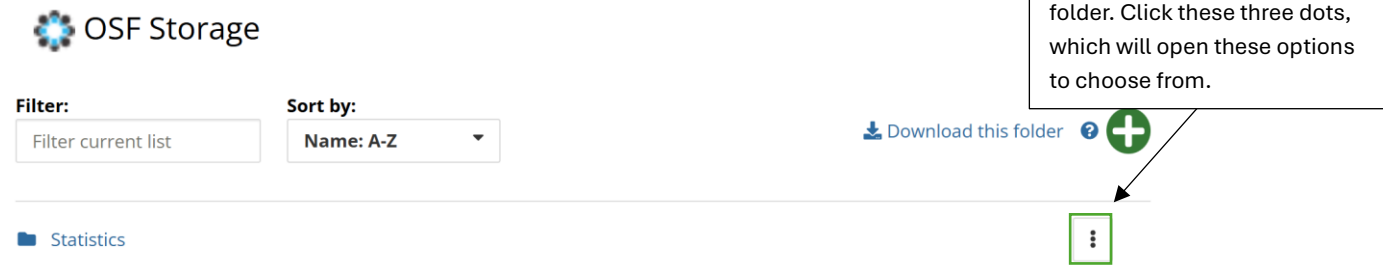 folder. Click these three dots,
which will open these options
to choose from.
OSF Storage
Filter:
Sort by:
Filter current list
Name: A-Z
Download this folder
Statistics